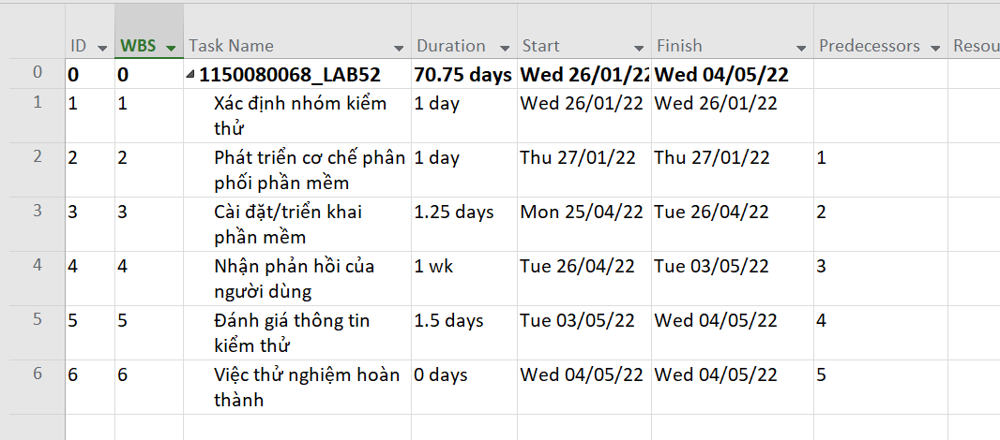 ID WBS Task Name Duration Start Finish Predecessors Resou
0 0 0 1150080068_LAB52 70.75 days Wed 26/01/22 Wed 04/05/22
1 1 1 Xác định nhóm kiểm 1 day Wed 26/01/22 Wed 26/01/22
thử
2 2 2 Phát triển cơ chế phân 1 day Thu 27/01/22 Thu 27/01/22 1
phối phần mềm
3 3 3 Cài đặt/triển khai 1.25 days Mon 25/04/22 Tue 26/04/22 2
phần mềm
4 4 4 Nhận phản hồi của 1 wk Tue 26/04/22 Tue 03/05/22 3
người dùng
5 5 5 Đánh giá thông tin 1.5 days Tue 03/05/22 Wed 04/05/22 4
kiểm thử
6 6 6 Việc thử nghiệm hoàn 0 days Wed 04/05/22 Wed 04/05/22 5
thành